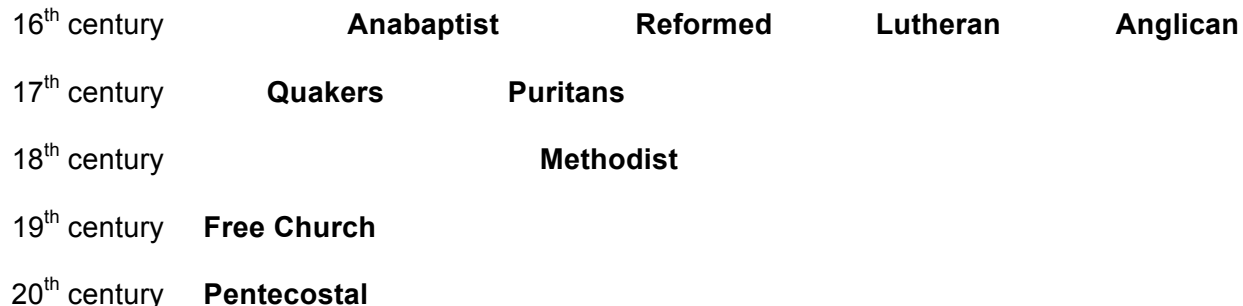 16th century Anabaptist Reformed Lutheran Anglican
17th century Quakers Puritans
18th century Methodist
19th century Free Church
20th century Pentecostal